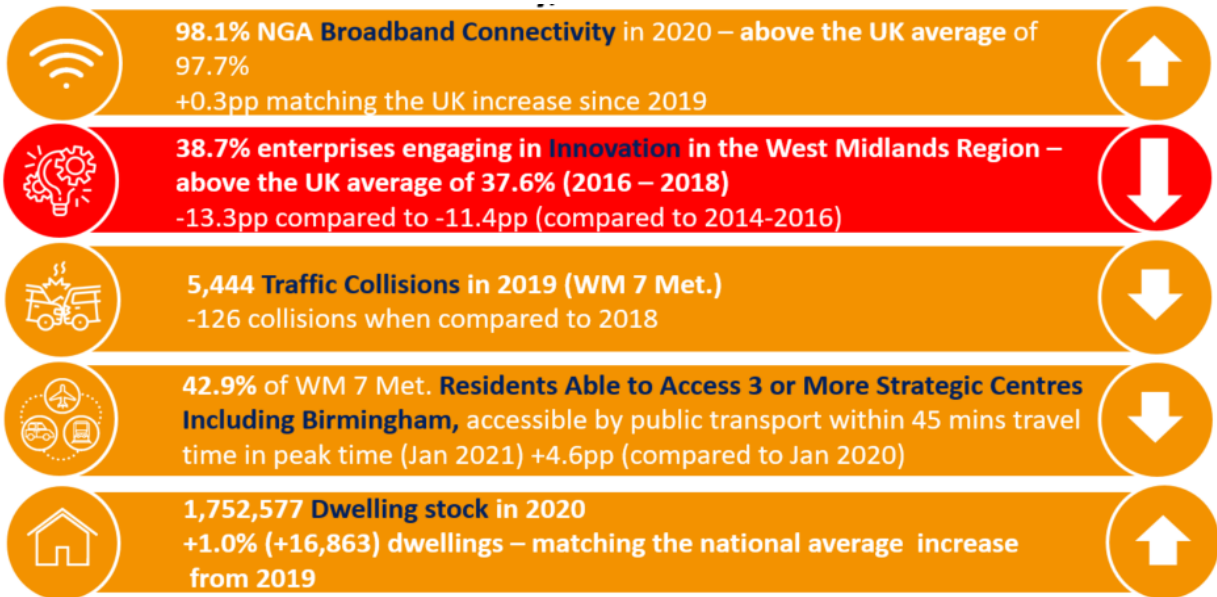 98.1% NGA Broadband Connectivity in 2020 – above the UK average of
97.7%
+0.3pp matching the UK increase since 2019
38.7% enterprises engaging in Innovation in the West Midlands Region –
above the UK average of 37.6% (2016 – 2018)
-13.3pp compared to -11.4pp (compared to 2014-2016)
5,444 Traffic Collisions in 2019 (WM 7 Met.)
-126 collisions when compared to 2018
42.9% of WM 7 Met. Residents Able to Access 3 or More Strategic Centres
Including Birmingham, accessible by public transport within 45 mins travel
time in peak time (Jan 2021) +4.6pp (compared to Jan 2020)
1,752,577 Dwelling stock in 2020
+1.0% (+16,863) dwellings – matching the national average increase
from 2019